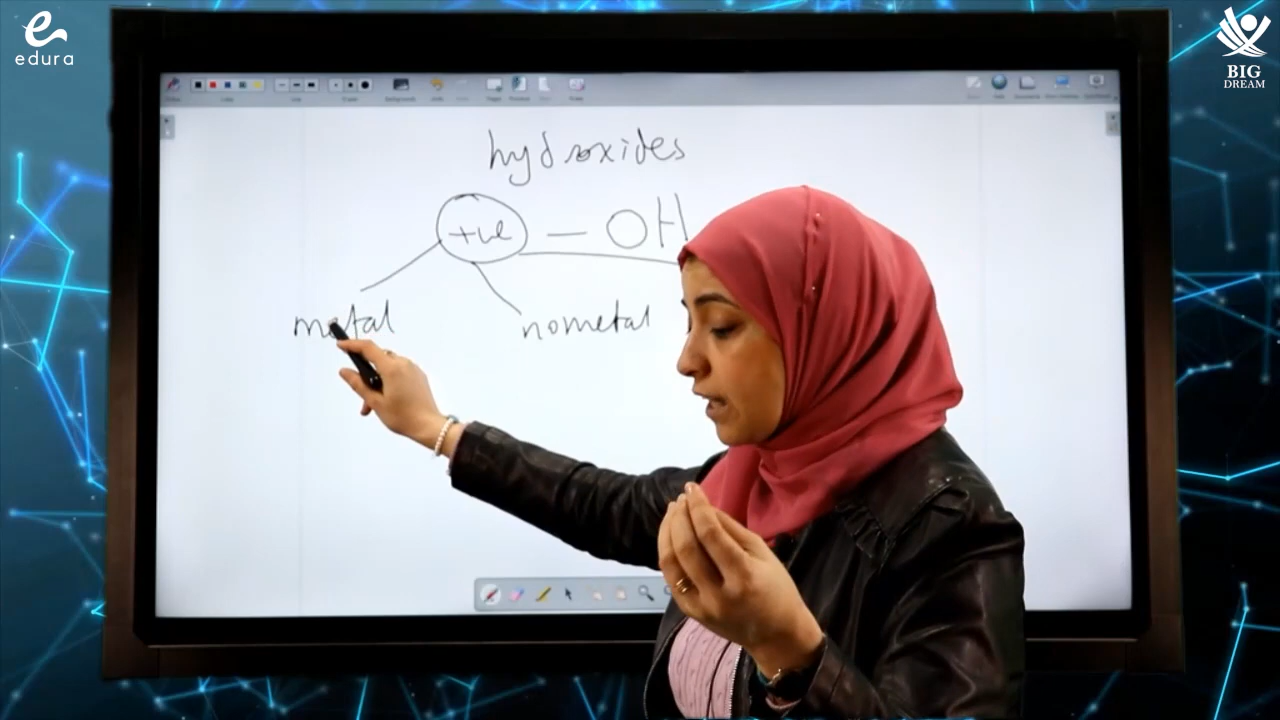 edura
BIG
DREAM
hydroxides
+ve — OH
metal
nometal